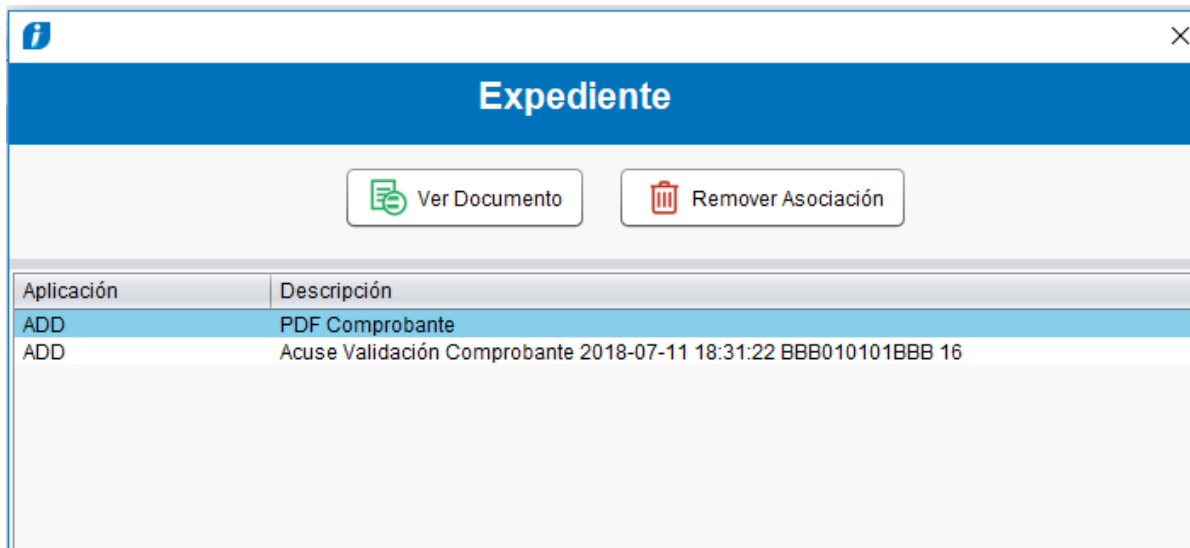 Expediente
Ver Documento Remover Asociación
Aplicación Descripción
ADD PDF Comprobante
ADD Acuse Validación Comprobante 2018-07-11 18:31:22 BBB010101BBB 16